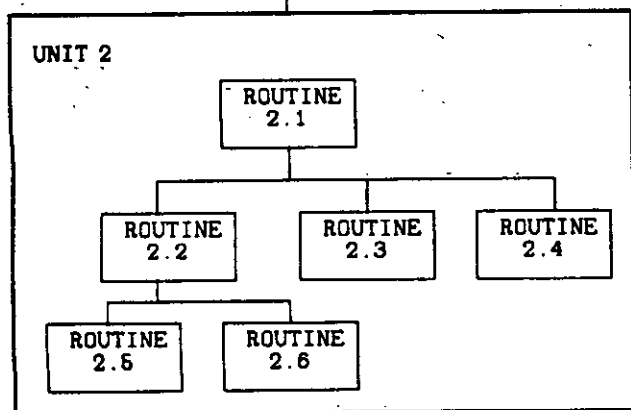 UNIT 2
ROUTINE
2.1
ROUTINE
2.2
ROUTINE
2.3
ROUTINE
2.4
ROUTINE
2.5
ROUTINE
2.6